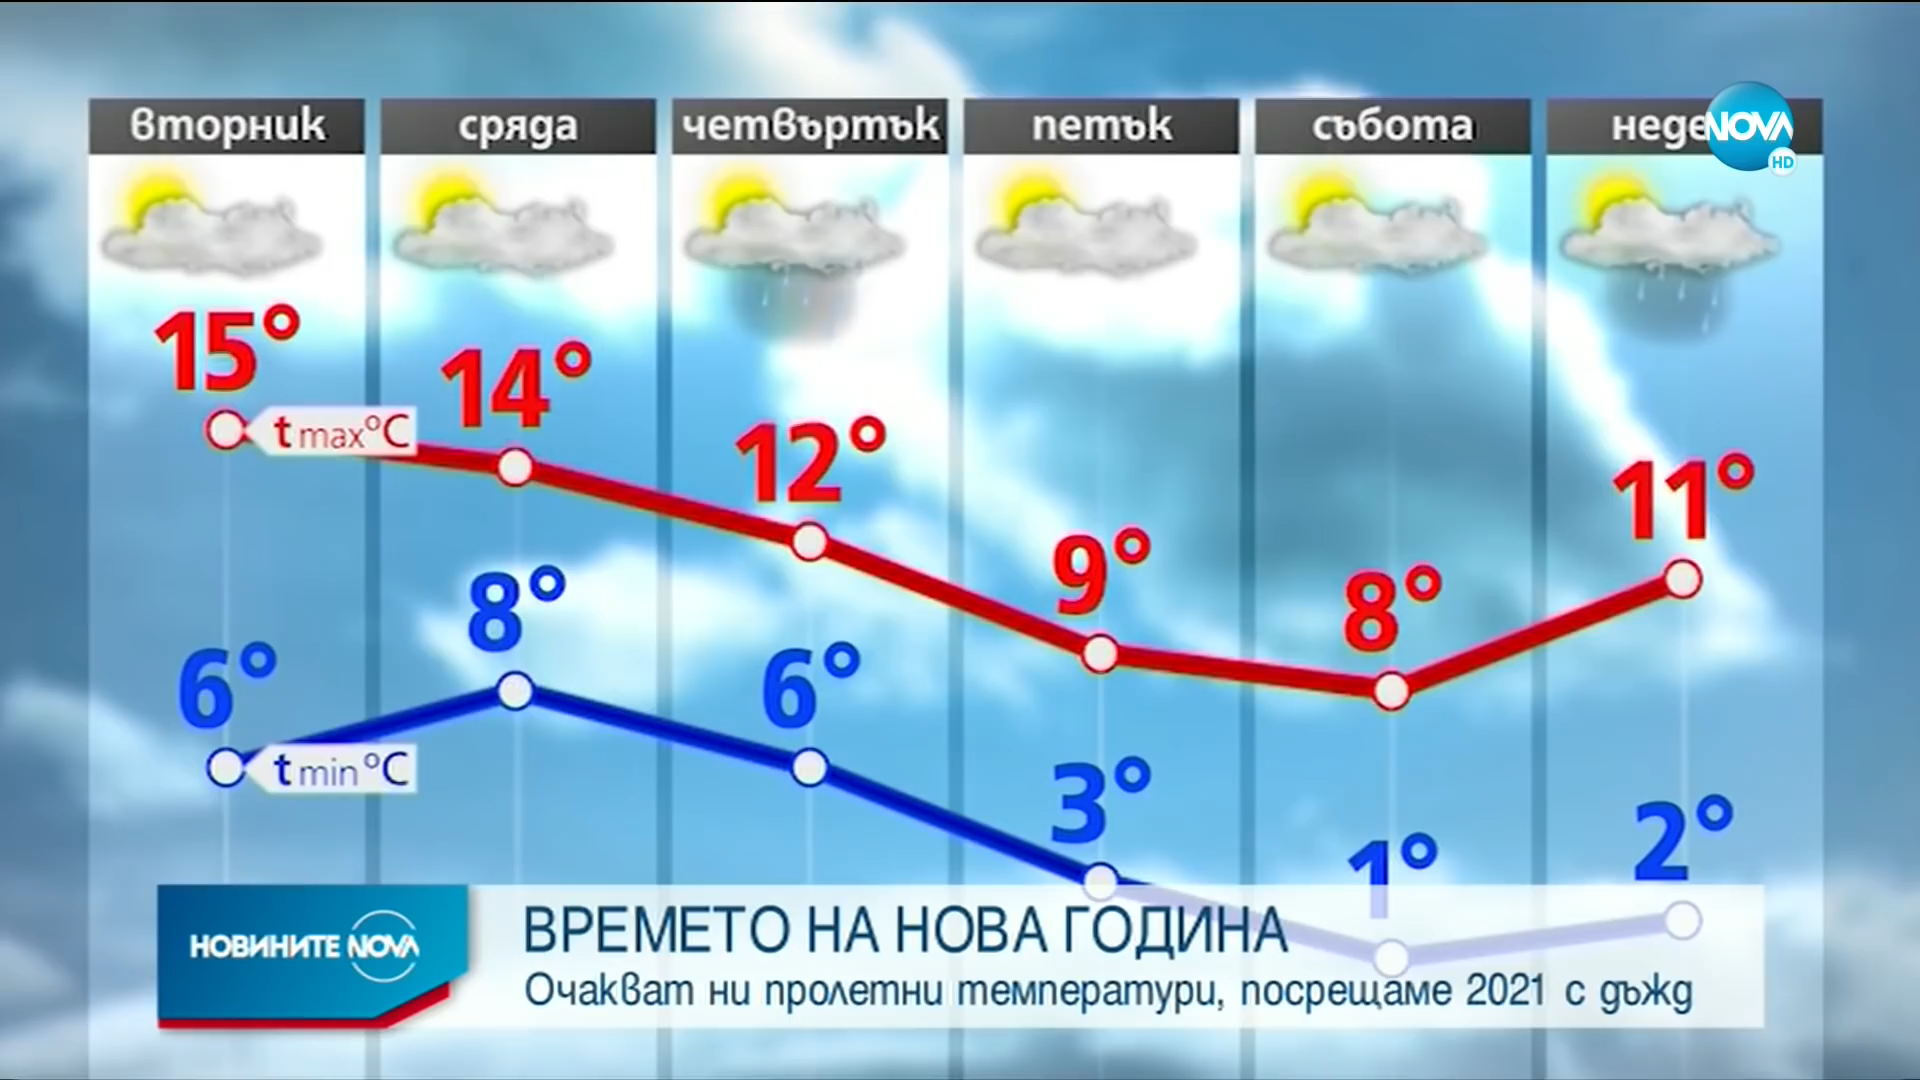 вторник сряда четвъртък петък събота
NOVA
HD
15° 14° 12° 9° 8° 11°
t max °C
6° 8° 6° 3° 1° 2°
t min °C
НОВИНИТЕ NOVA
ВРЕМЕТО НА НОВА ГОДИНА
Очакват ни пролетни температури, посрещаме 2021 с дъжд